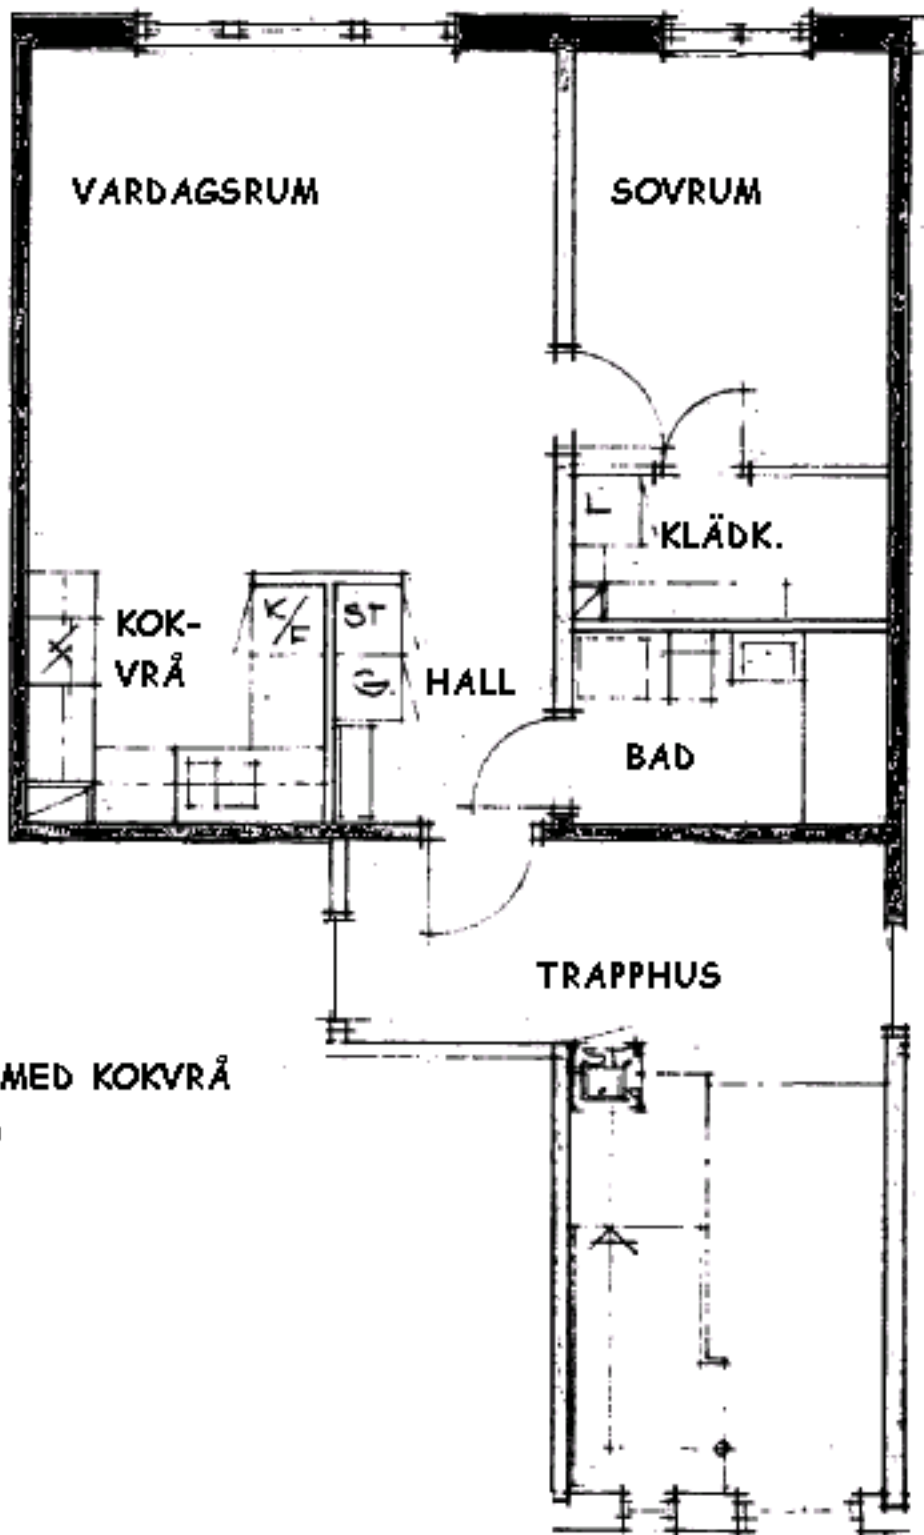 VARDAGSRUM
SOVRUM
L
KLÄDK.
KOK-
VRÅ
K/F
ST
G
HALL
BAD
TRAPPHUS
MED KOKVRÅ